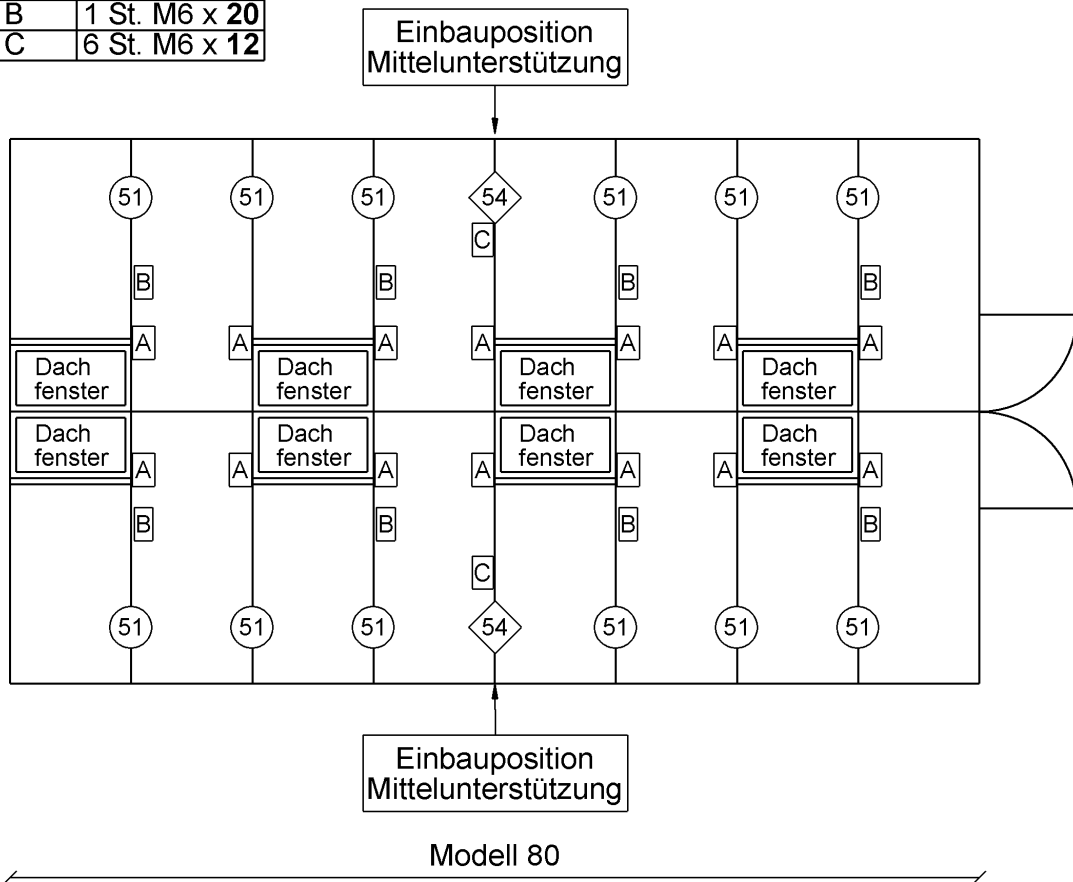 B 1 St. M6 x 20
C 6 St. M6 x 12
Einbauposition
Mittelunterstützung
51 51 51 54 51 51 51
C
B B B B
A A A A A A A
Dach Dach Dach Dach
fenster fenster fenster fenster
Dach Dach Dach Dach
fenster fenster fenster fenster
A A A A A A A
B B B B
C
51 51 51 54 51 51 51
Einbauposition
Mittelunterstützung
Modell 80